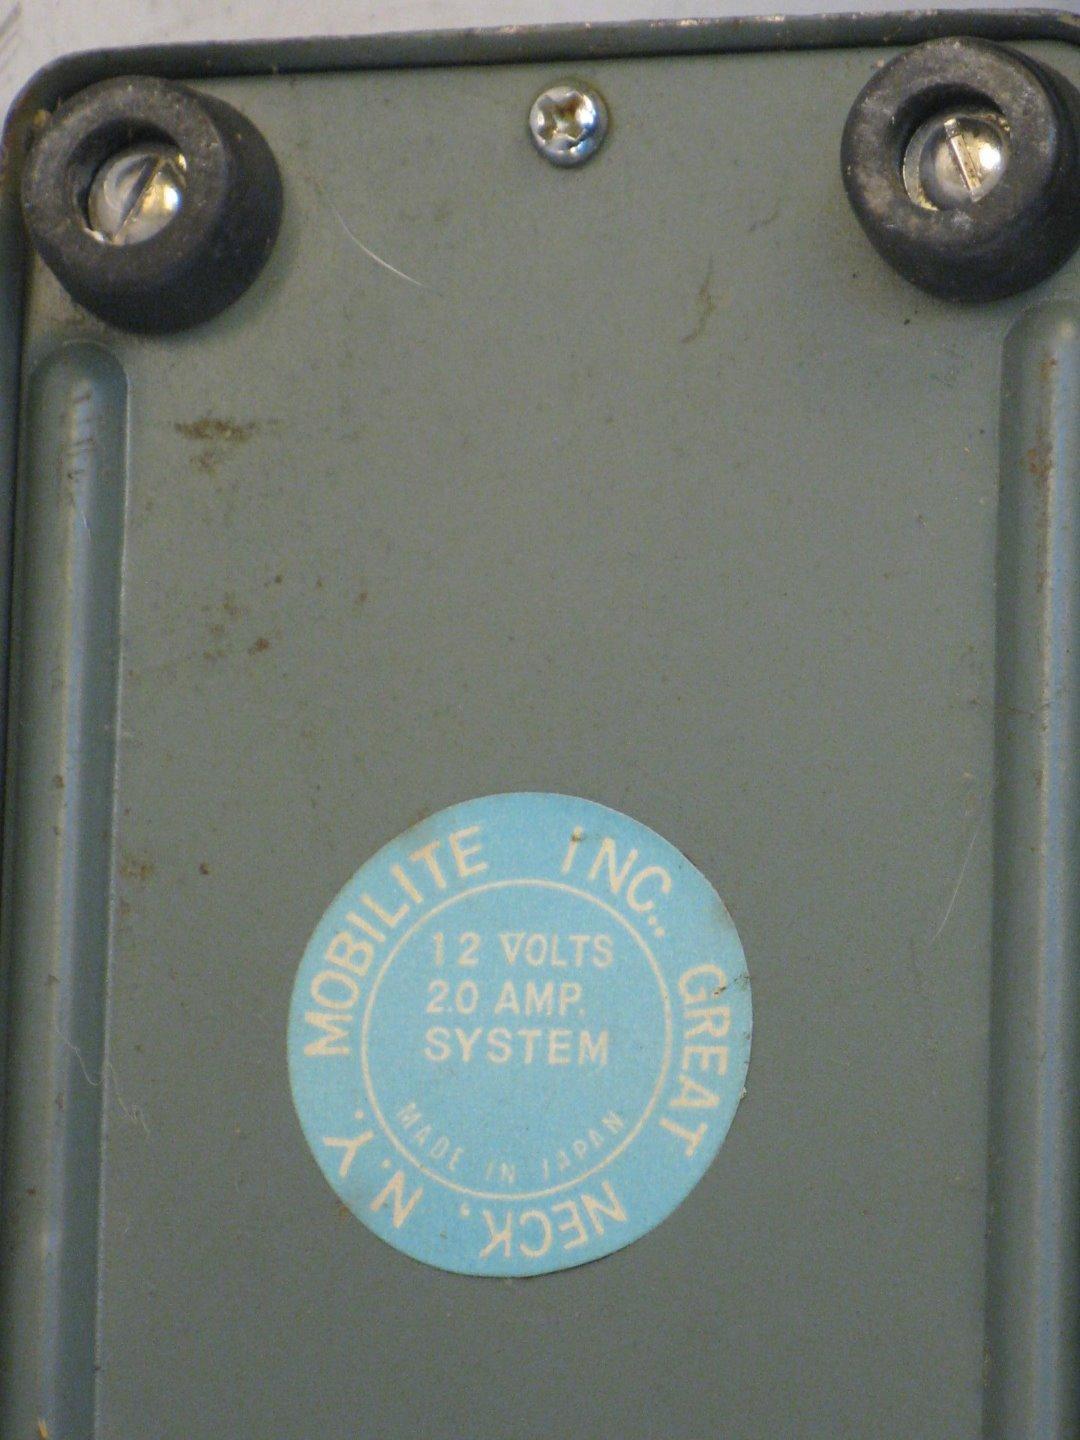 MOBILITE INC.. GREAT NECK, N.Y.
12 VOLTS
2.0 AMP.
SYSTEM
MADE IN JAPAN